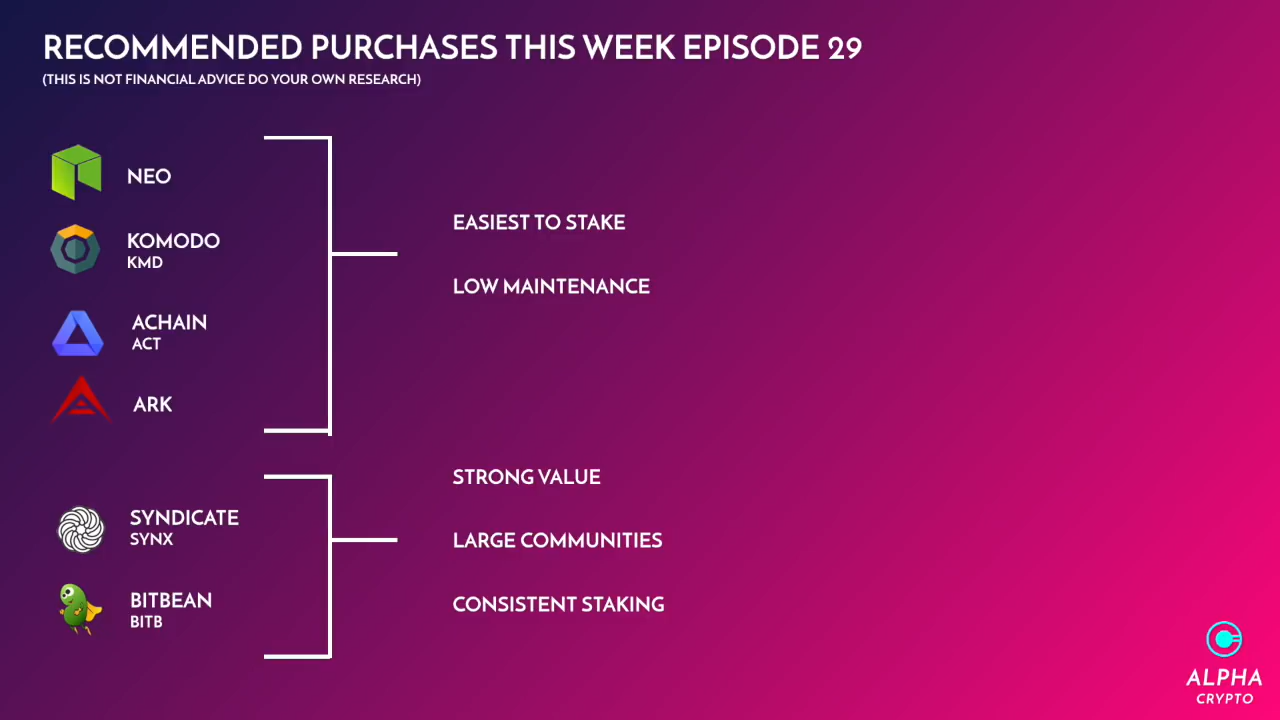 RECOMMENDED PURCHASES THIS WEEK EPISODE 29
(THIS IS NOT FINANCIAL ADVICE DO YOUR OWN RESEARCH)
NEO
KOMODO
KMD
ACHAIN
ACT
ARK
EASIEST TO STAKE
LOW MAINTENANCE
SYNDICATE
SYNX
BITBEAN
BITB
STRONG VALUE
LARGE COMMUNITIES
CONSISTENT STAKING
ALPHA
CRYPTO